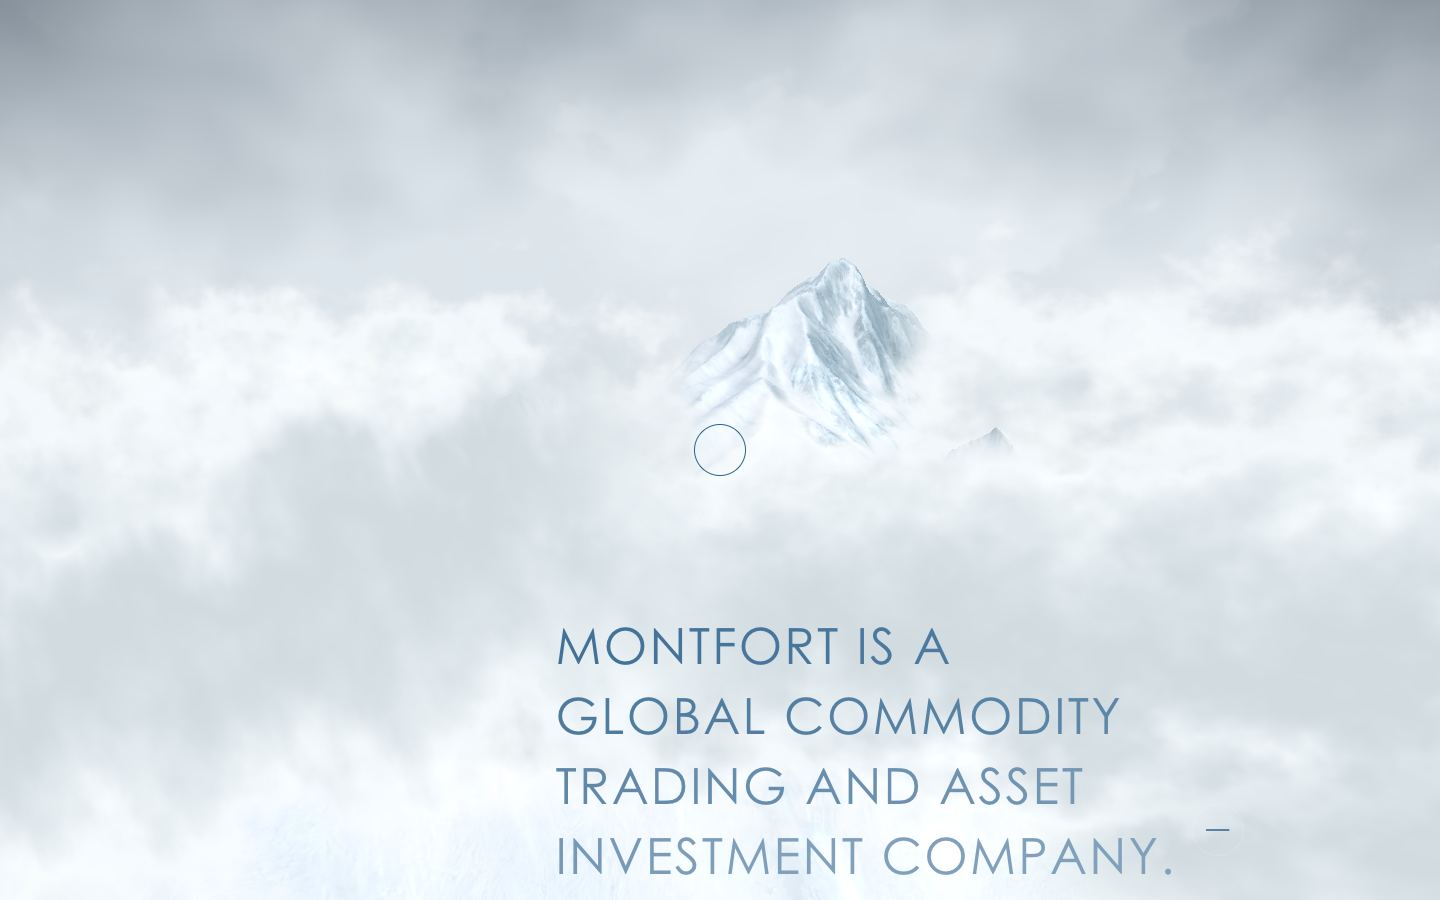 MONTFORT IS A
GLOBAL COMMODITY
TRADING AND ASSET
INVESTMENT COMPANY.